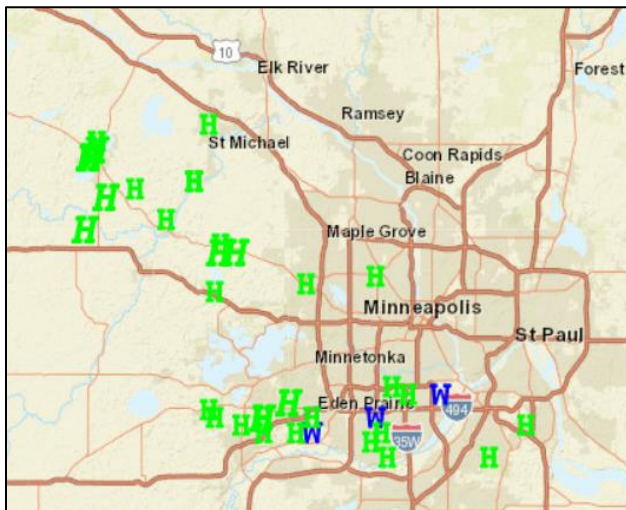 10
Elk River
Forest
Ramsey
H
St Michael
H
Coon Rapids
Blaine
H
H
H
H
H
H
Maple Grove
H
H
H
H
H
Minneapolis
St Paul
Minnetonka
H
H
W
H
Eden Prairie
H
H
494
H
H
W
H
H
H
H
W
H
H
35W
H
H
H